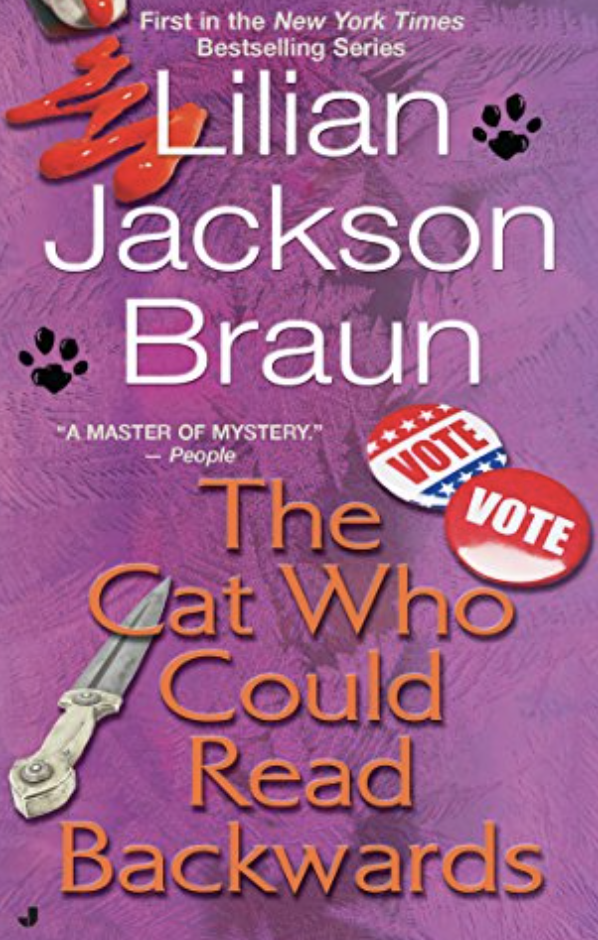 First in the New York Times
Bestselling Series
Lilian
Jackson
Braun
"A MASTER OF MYSTERY."
— People
VOTE
VOTE
The
Cat Who
Could
Read
Backwards
J